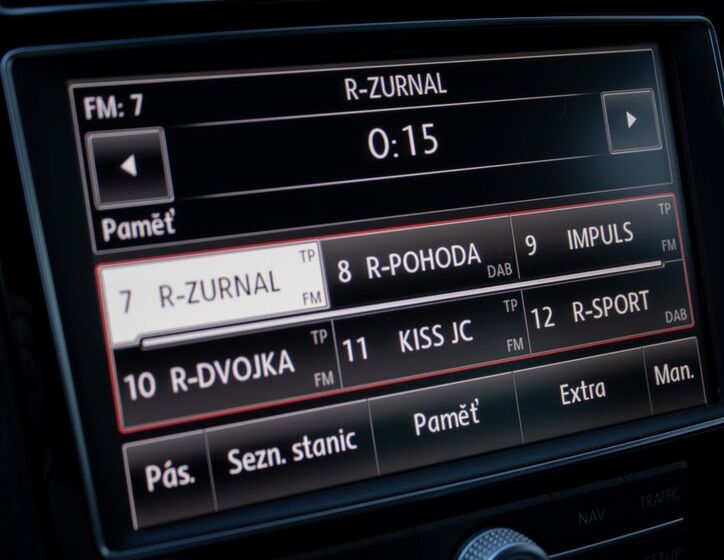 FM: 7
R-ZURNAL
0:15
Paměť
7 R-ZURNAL TP FM
8 R-POHODA DAB
9 IMPULS TP FM
10 R-DVOJKA TP FM
11 KISS JC TP FM
12 R-SPORT DAB
Pás.
Sezn. stanic
Paměť
Extra
Man.
NAV
TRAFFIC
SETUP